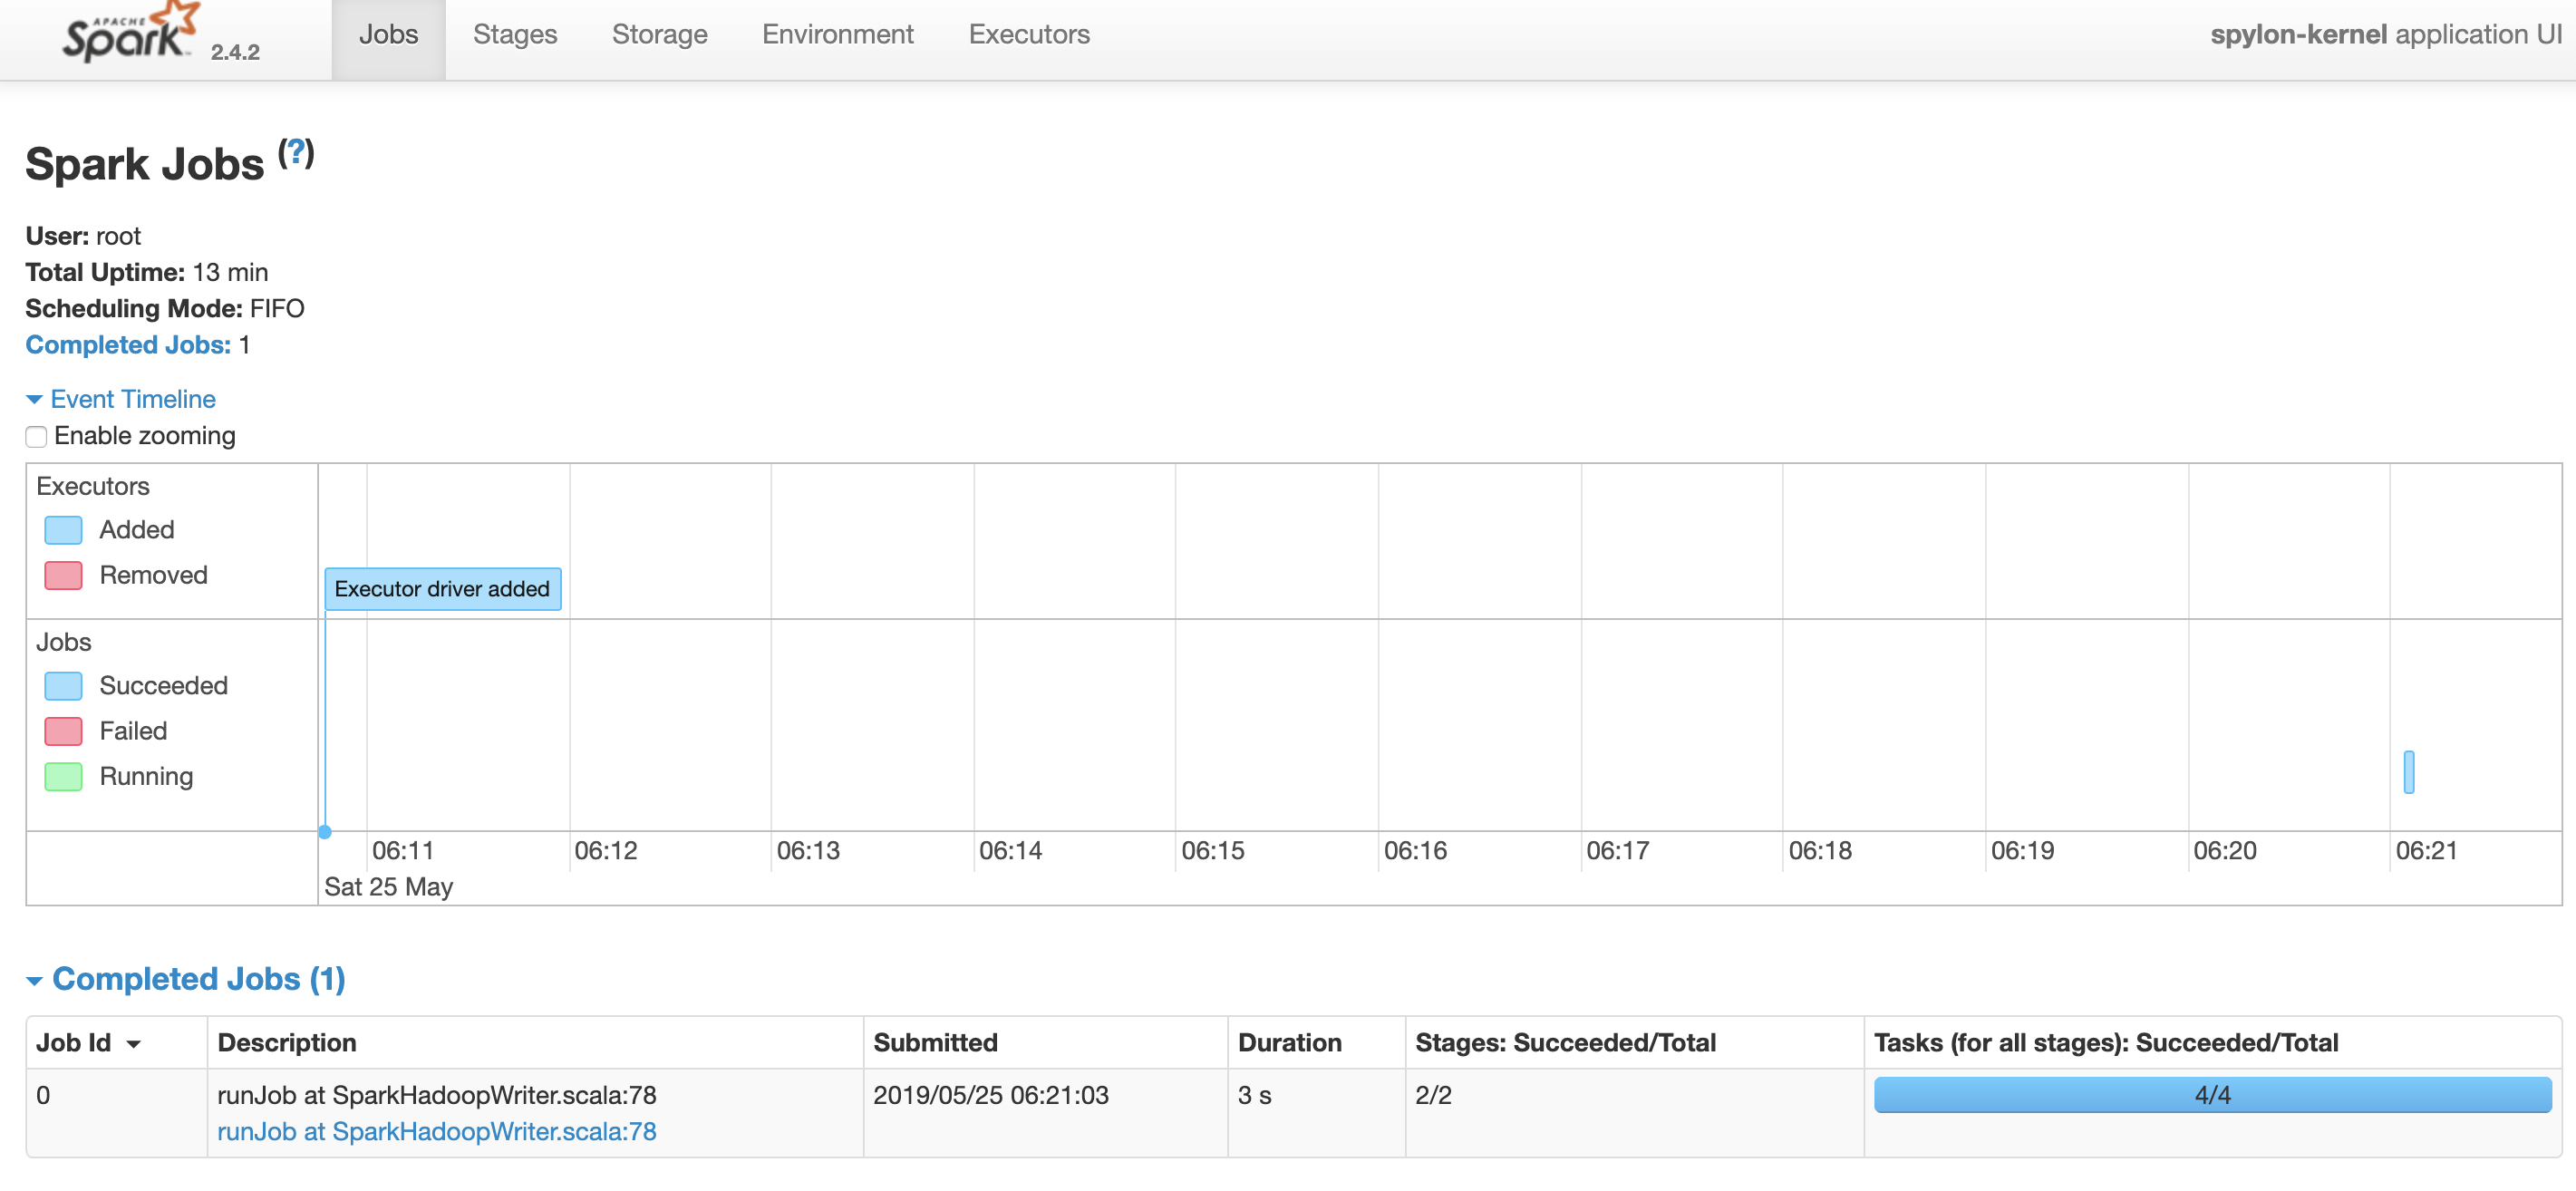 APACHE
Spark 2.4.2
Jobs Stages Storage Environment Executors spylon-kernel application UI
Spark Jobs (?)
User: root
Total Uptime: 13 min
Scheduling Mode: FIFO
Completed Jobs: 1
Event Timeline
Enable zooming
Executors
Added
Removed
Executor driver added
Jobs
Succeeded
Failed
Running
06:11 06:12 06:13 06:14 06:15 06:16 06:17 06:18 06:19 06:20 06:21
Sat 25 May
Completed Jobs (1)
Job Id Description Submitted Duration Stages: Succeeded/Total Tasks (for all stages): Succeeded/Total
0 runJob at SparkHadoopWriter.scala:78 2019/05/25 06:21:03 3 s 2/2 4/4
runJob at SparkHadoopWriter.scala:78